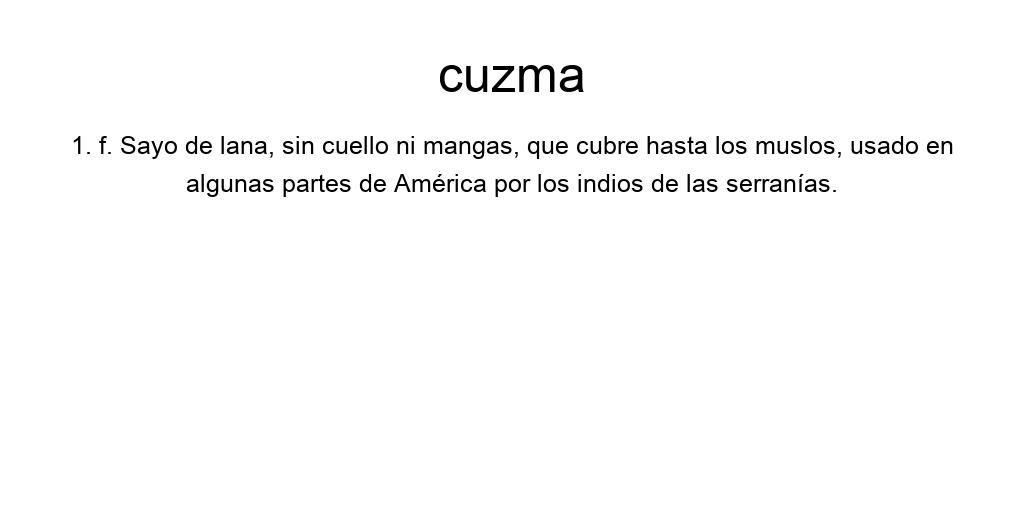 cuzma
1. f. Sayo de lana, sin cuello ni mangas, que cubre hasta los muslos, usado en
algunas partes de América por los indios de las serranías.